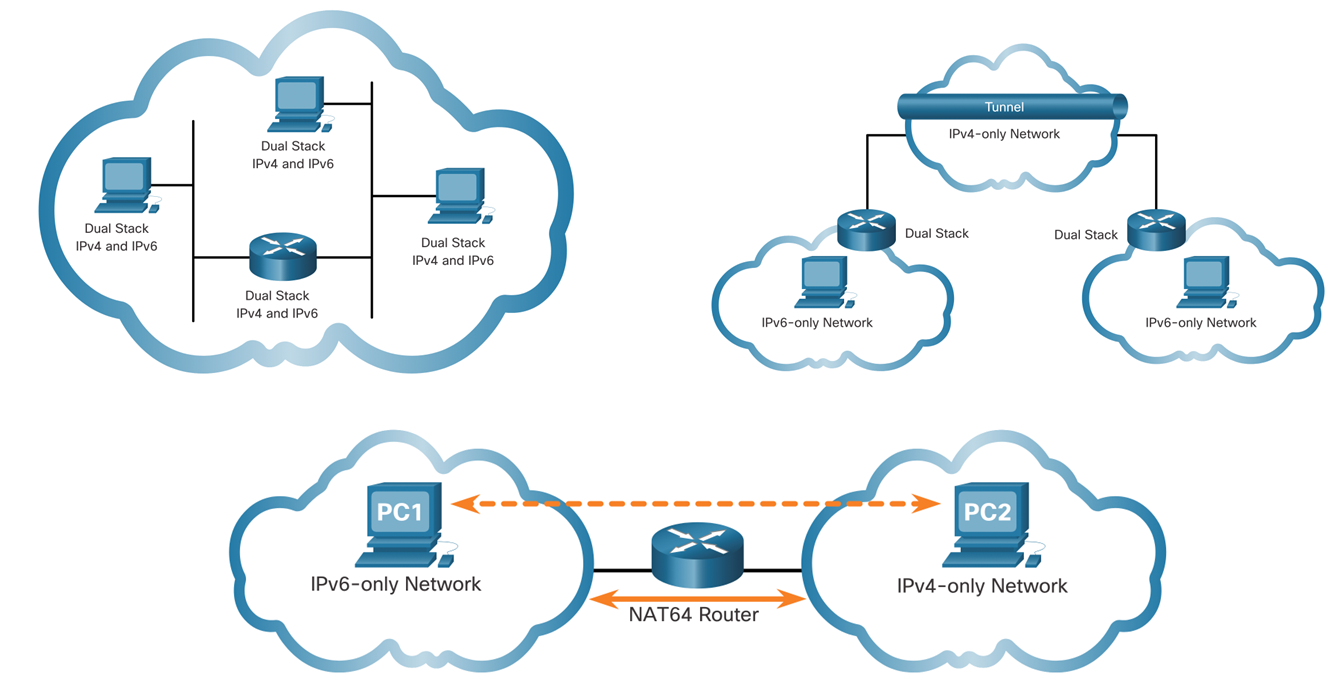 Dual Stack
IPv4 and IPv6
Dual Stack
IPv4 and IPv6
Dual Stack
IPv4 and IPv6
Dual Stack
IPv4 and IPv6
Tunnel
IPv4-only Network
Dual Stack
Dual Stack
IPv6-only Network
IPv6-only Network
PC1
PC2
IPv6-only Network
IPv4-only Network
NAT64 Router